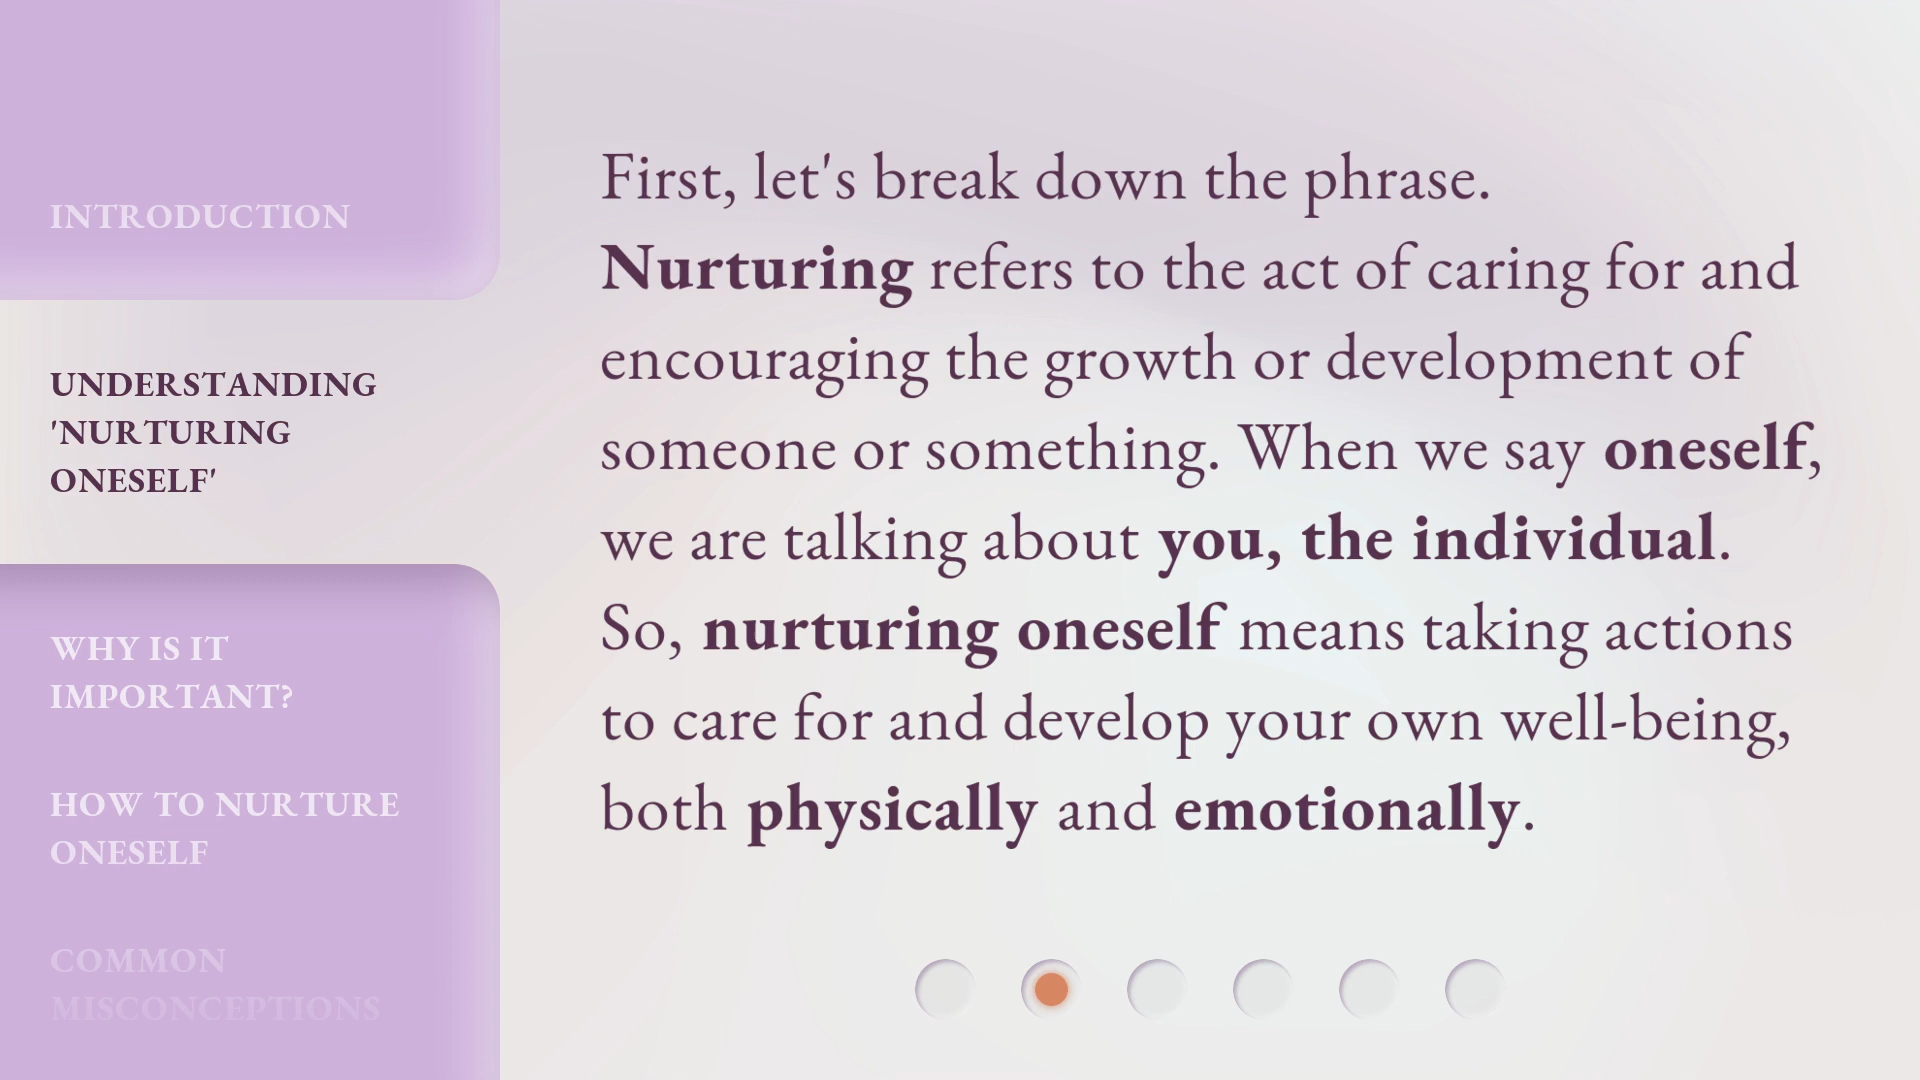 INTRODUCTION
UNDERSTANDING
'NURTURING
ONESELF'
WHY IS IT
IMPORTANT?
HOW TO NURTURE
ONESELF
COMMON
MISCONCEPTIONS
First, let's break down the phrase.
Nurturing refers to the act of caring for and
encouraging the growth or development of
someone or something. When we say oneself,
we are talking about you, the individual.
So, nurturing oneself means taking actions
to care for and develop your own well-being,
both physically and emotionally.